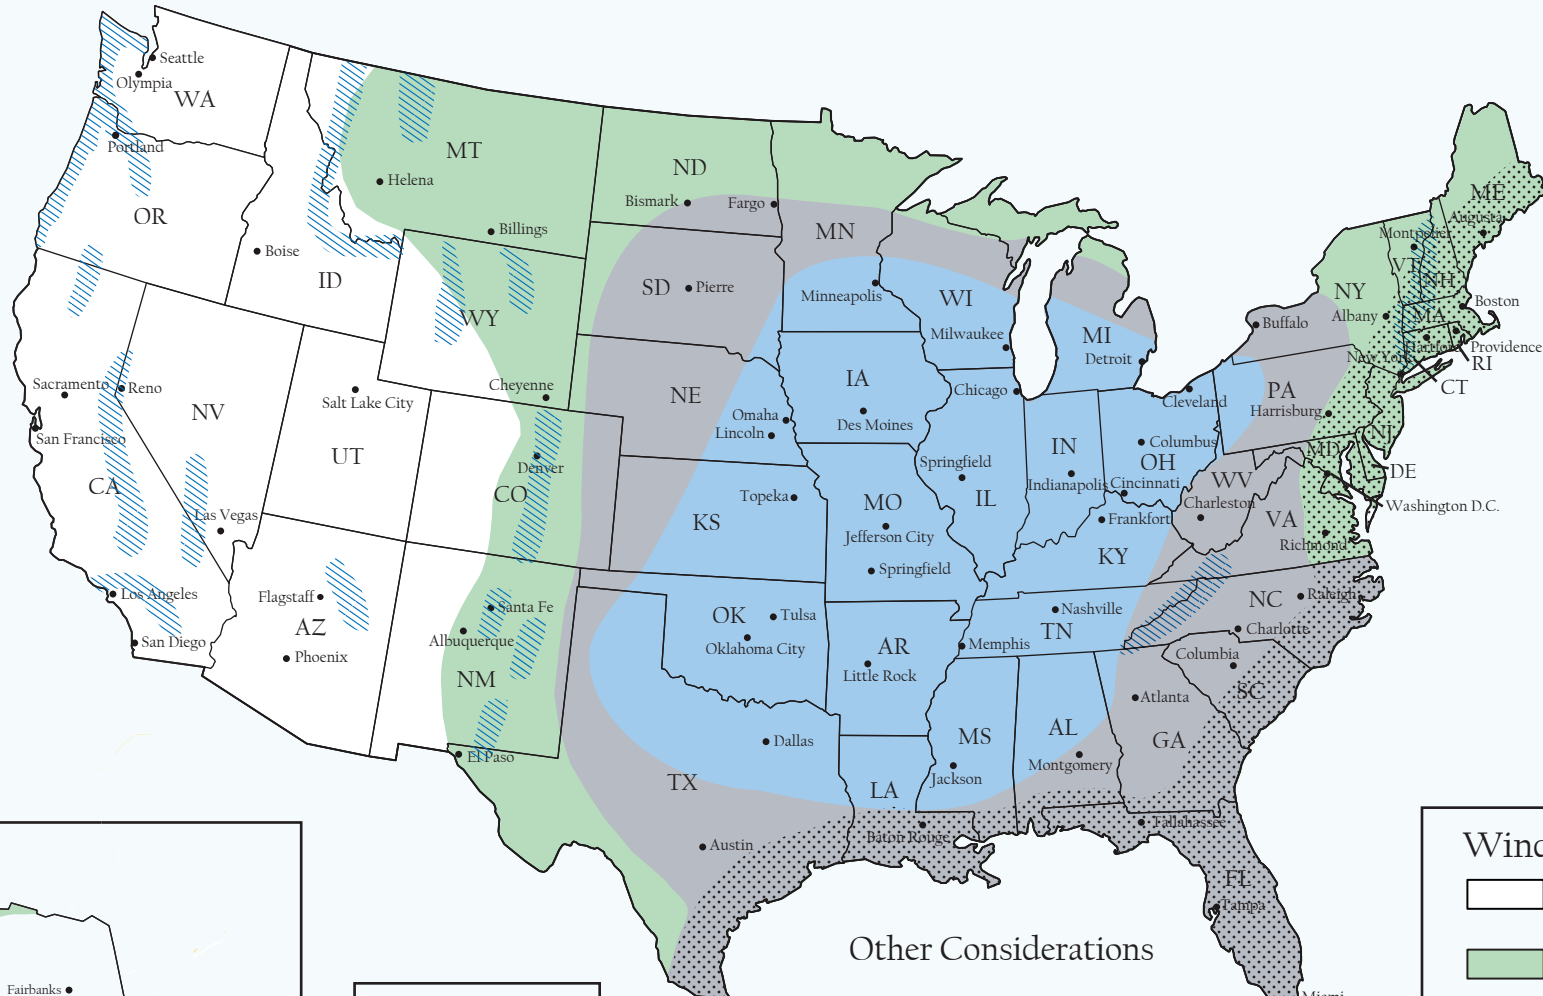 Seattle
Olympia
WA
Portland
OR
Boise
ID
MT
Helena
Billings
ND
Bismark
Fargo
MN
Minneapolis
SD
Pierre
WY
Cheyenne
WI
Milwaukee
MI
Detroit
ME
Augusta
Montpelier
VT
NH
NY
Albany
Buffalo
MA
Boston
Hartford
Providence
RI
CT
New York
Sacramento
Reno
San Francisco
NV
CA
Salt Lake City
UT
Las Vegas
Denver
CO
NE
Omaha
Lincoln
IA
Des Moines
Chicago
Springfield
IL
IN
Indianapolis
Cleveland
Columbus
OH
Cincinnati
PA
Harrisburg
NJ
MD
DE
Washington D.C.
WV
Charleston
VA
Richmond
Topeka
KS
MO
Jefferson City
Springfield
Frankfort
KY
Los Angeles
San Diego
Flagstaff
AZ
Phoenix
Santa Fe
Albuquerque
NM
El Paso
OK
Tulsa
Oklahoma City
AR
Little Rock
Nashville
TN
Memphis
NC
Raleigh
Charlotte
Columbia
SC
Atlanta
GA
Dallas
TX
Austin
LA
Baton Rouge
MS
Jackson
AL
Montgomery
Tallahassee
FL
Tampa
Miami
Other Considerations
Fairbanks